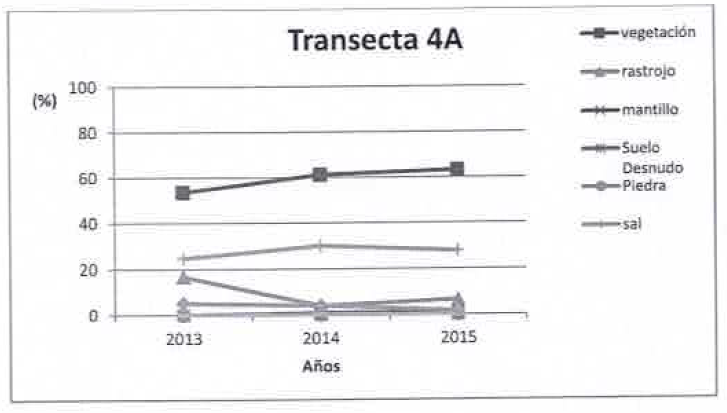 Transecta 4A
(%)
100
80
60
40
20
0
2013
2014
2015
Años
vegetación
rastrojo
mantillo
Suelo
Desnudo
Piedra
sal